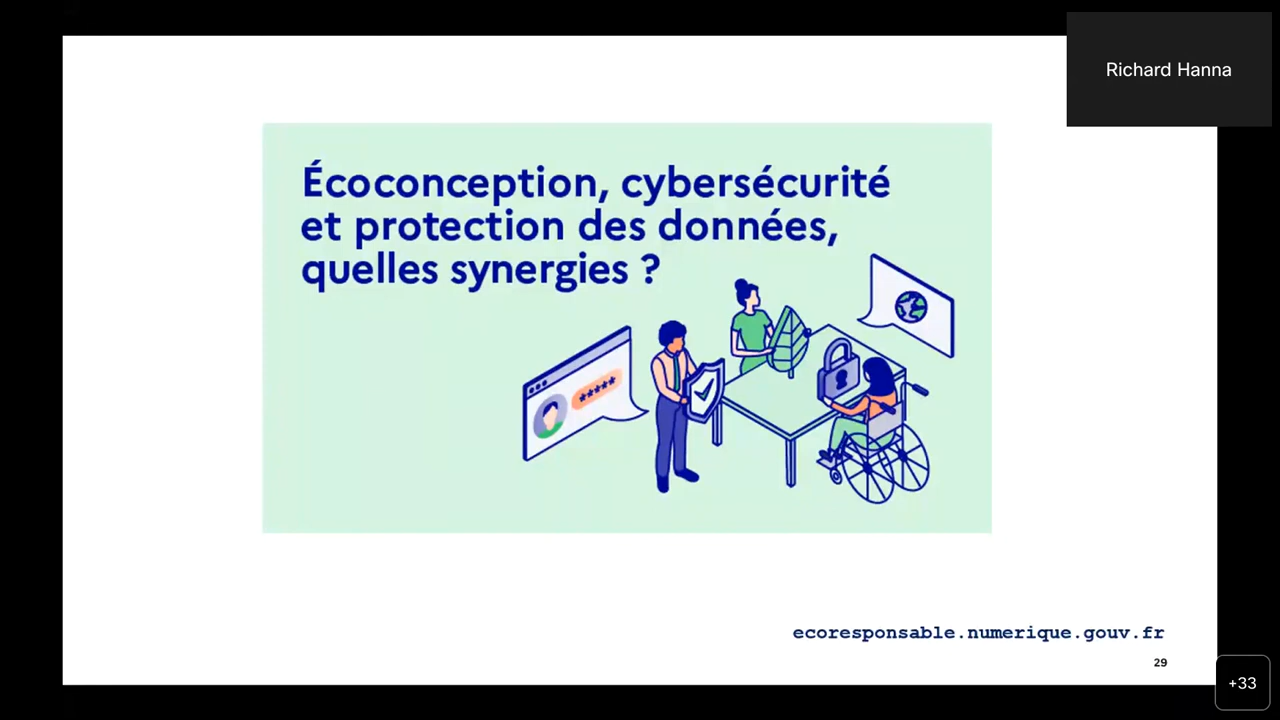 Richard Hanna
Écoconception, cybersécurité
et protection des données,
quelles synergies ?
ecoresponsable.numerique.gouv.fr
29
+33